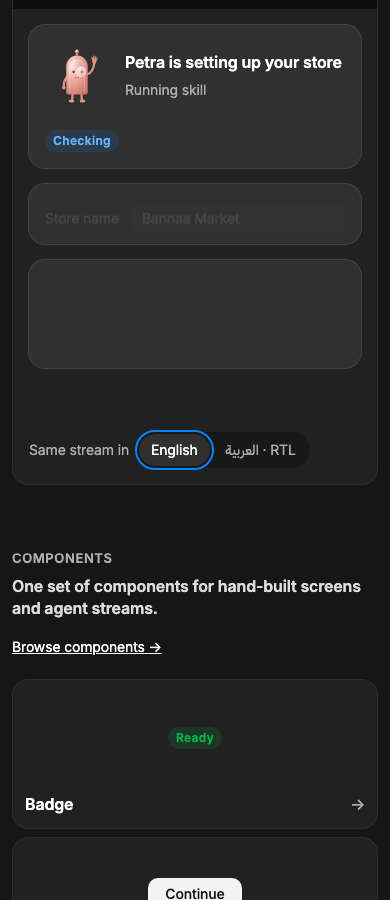 Petra is setting up your store
Running skill
Checking
Store name
Bannaa Market
Same stream in
English
العربية · RTL
COMPONENTS
One set of components for hand-built screens
and agent streams.
Browse components →
Ready
Badge →
Continue